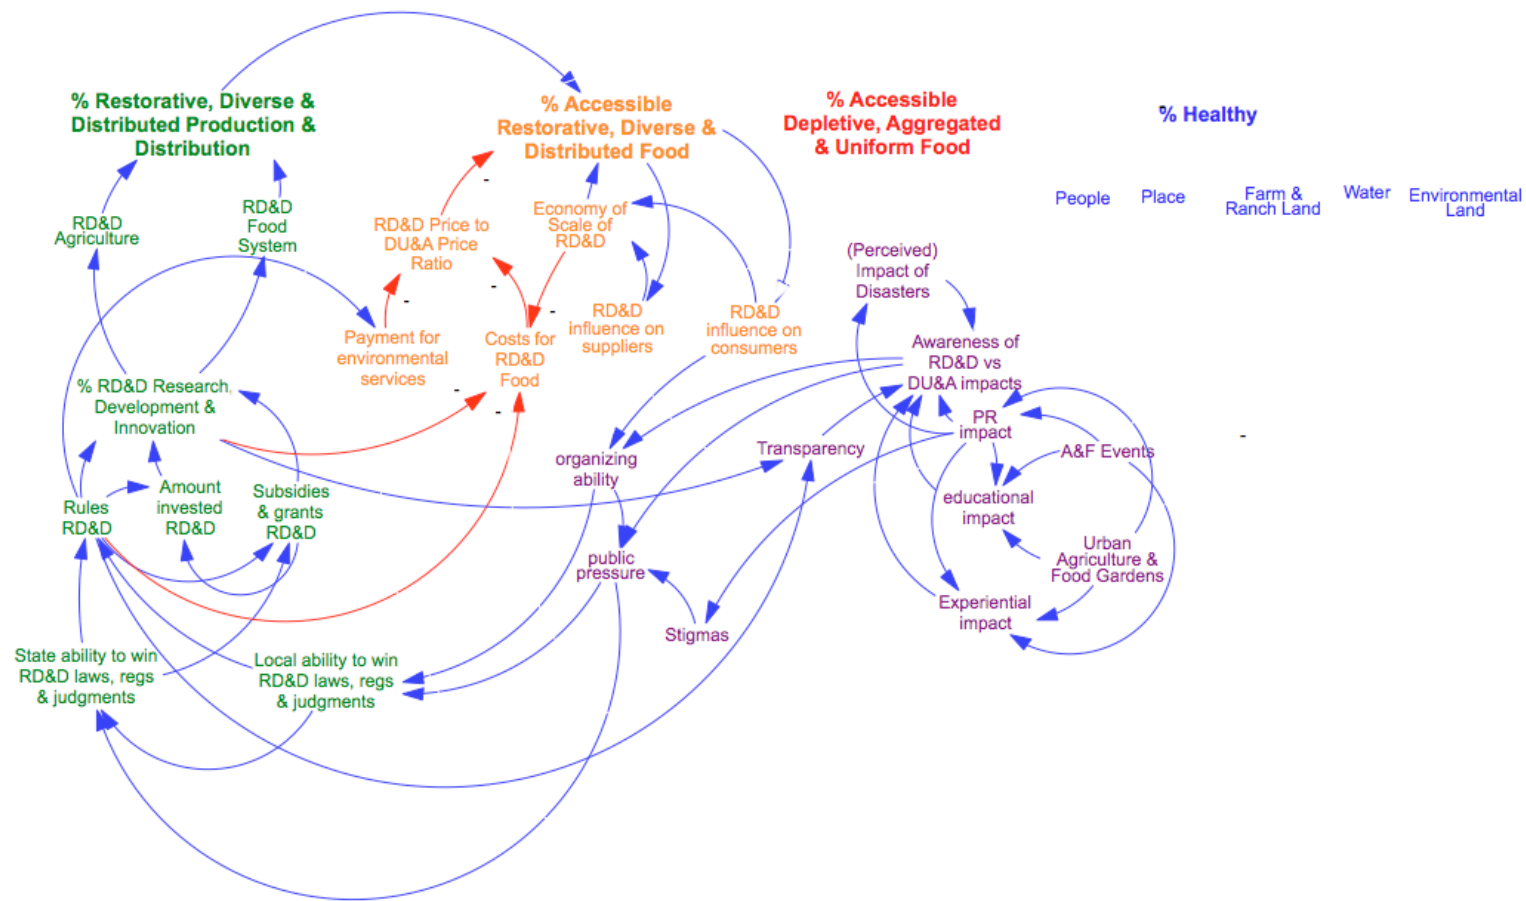 % Restorative, Diverse &
Distributed Production &
Distribution
% Accessible
Restorative, Diverse &
Distributed Food
% Accessible
Depletive, Aggregated
& Uniform Food
% Healthy
People
Place
Farm &
Ranch Land
Water
Environmental
Land
RD&D
Agriculture
RD&D
Food
System
RD&D Price to
DU&A Price
Ratio
Economy of
Scale of
RD&D
(Perceived)
Impact of
Disasters
Payment for
environmental
services
Costs for
RD&D
Food
RD&D
influence on
suppliers
RD&D
influence on
consumers
Awareness of
RD&D vs
DU&A impacts
% RD&D Research,
Development &
Innovation
PR
impact
A&F Events
Transparency
organizing
ability
educational
impact
Rules
RD&D
Amount
invested
RD&D
Subsidies
& grants
RD&D
public
pressure
Urban
Agriculture &
Food Gardens
Experiential
impact
Stigmas
State ability to win
RD&D laws, regs
& judgments
Local ability to win
RD&D laws, regs
& judgments
-
-
-
-
-
-
-